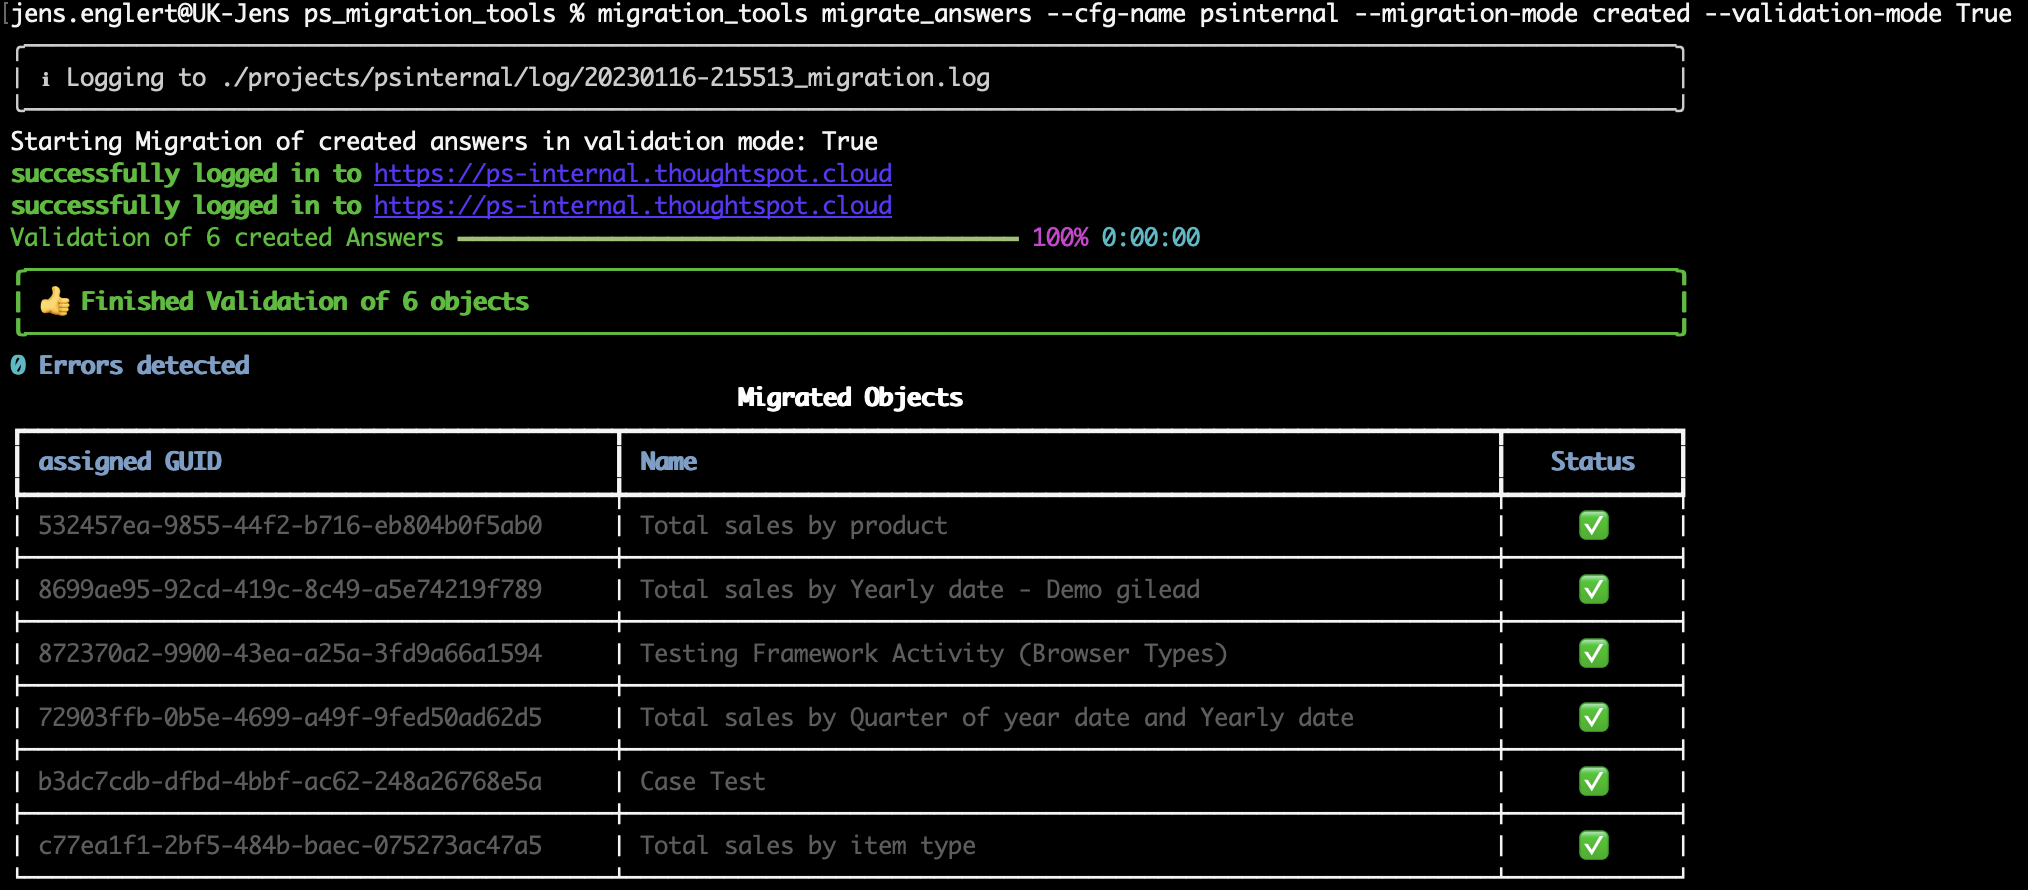 [jens.englert@UK-Jens ps_migration_tools % migration_tools migrate_answers --cfg-name psinternal --migration-mode created --validation-mode True
ℹ Logging to ./projects/psinternal/log/20230116-215513_migration.log
Starting Migration of created answers in validation mode: True
successfully logged in to https://ps-internal.thoughtspot.cloud
successfully logged in to https://ps-internal.thoughtspot.cloud
Validation of 6 created Answers 100% 0:00:00
👍 Finished Validation of 6 objects
0 Errors detected
Migrated Objects
assigned GUID Name Status
532457ea-9855-44f2-b716-eb804b0f5ab0 Total sales by product ✅
8699ae95-92cd-419c-8c49-a5e74219f789 Total sales by Yearly date - Demo gilead ✅
872370a2-9900-43ea-a25a-3fd9a66a1594 Testing Framework Activity (Browser Types) ✅
72903ffb-0b5e-4699-a49f-9fed50ad62d5 Total sales by Quarter of year date and Yearly date ✅
b3dc7cdb-dfbd-4bbf-ac62-248a26768e5a Case Test ✅
c77ea1f1-2bf5-484b-baec-075273ac47a5 Total sales by item type ✅